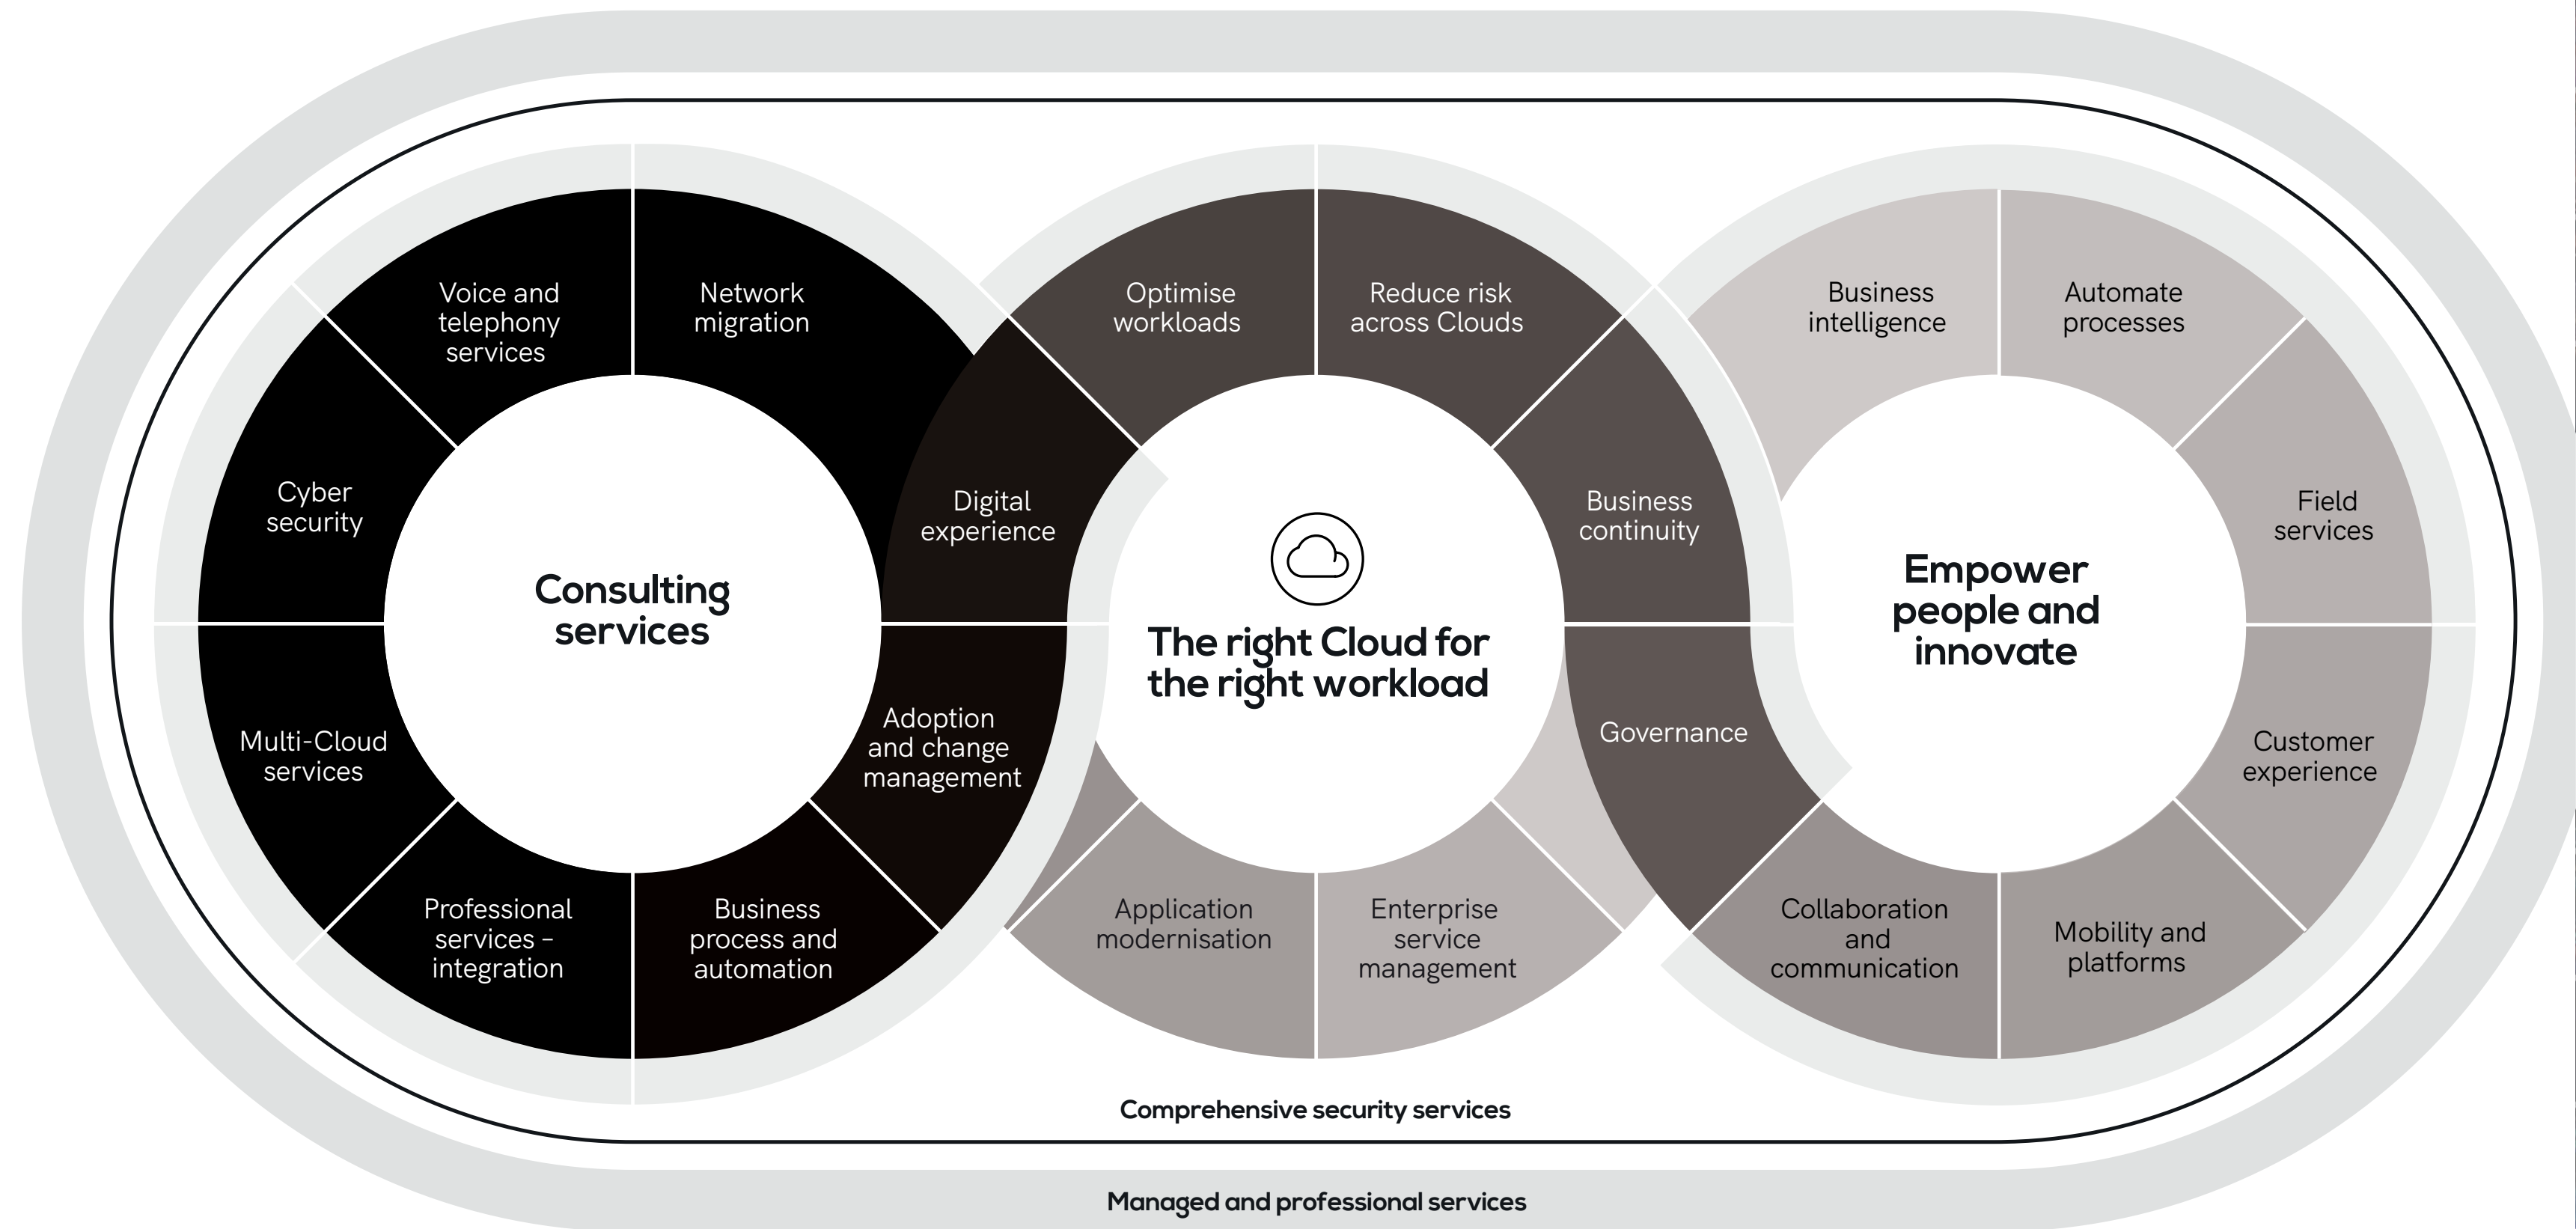 Voice and
telephony
services
Network
migration
Cyber
security
Multi-Cloud
services
Professional
services –
integration
Business
process and
automation
Adoption
and change
management
Digital
experience
Consulting
services
Optimise
workloads
Reduce risk
across Clouds
Business
continuity
Governance
Application
modernisation
Enterprise
service
management
The right Cloud for
the right workload
Business
intelligence
Automate
processes
Field
services
Customer
experience
Mobility and
platforms
Collaboration
and
communication
Empower
people and
innovate
Comprehensive security services
Managed and professional services